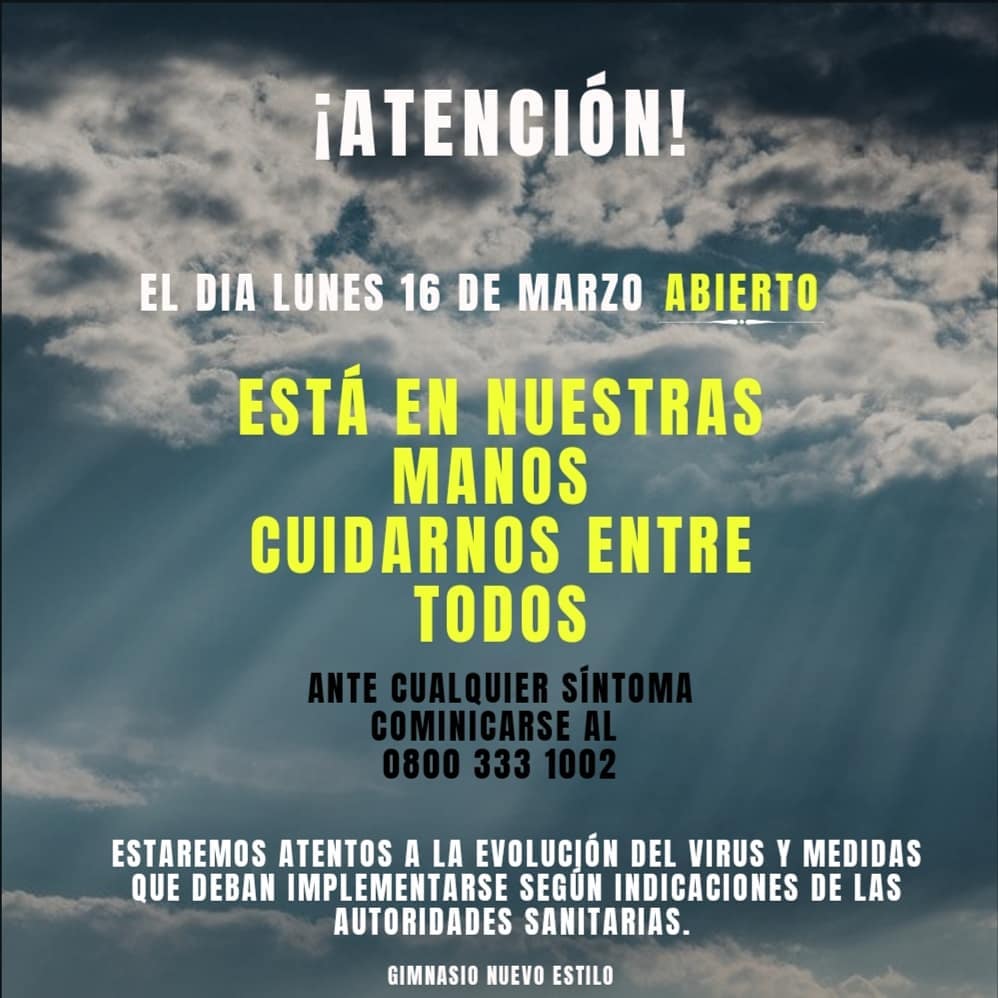 ¡ATENCIÓN!
EL DIA LUNES 16 DE MARZO ABIERTO
ESTÁ EN NUESTRAS
MANOS
CUIDARNOS ENTRE
TODOS
ANTE CUALQUIER SÍNTOMA
COMINICARSE AL
0800 333 1002
ESTAREMOS ATENTOS A LA EVOLUCIÓN DEL VIRUS Y MEDIDAS
QUE DEBAN IMPLEMENTARSE SEGÚN INDICACIONES DE LAS
AUTORIDADES SANITARIAS.
GIMNASIO NUEVO ESTILO